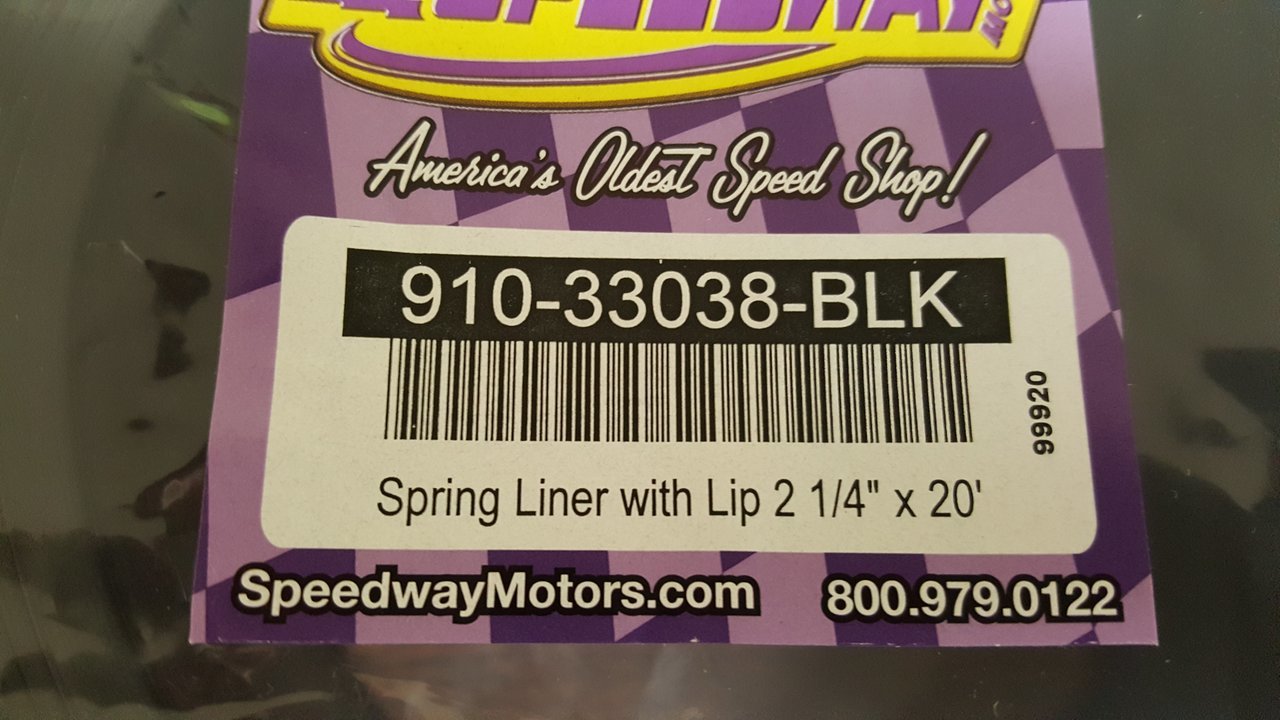 SPEEDWAY
America's Oldest Speed Shop!
910-33038-BLK
99920
Spring Liner with Lip 2 1/4" x 20'
SpeedwayMotors.com 800.979.0122